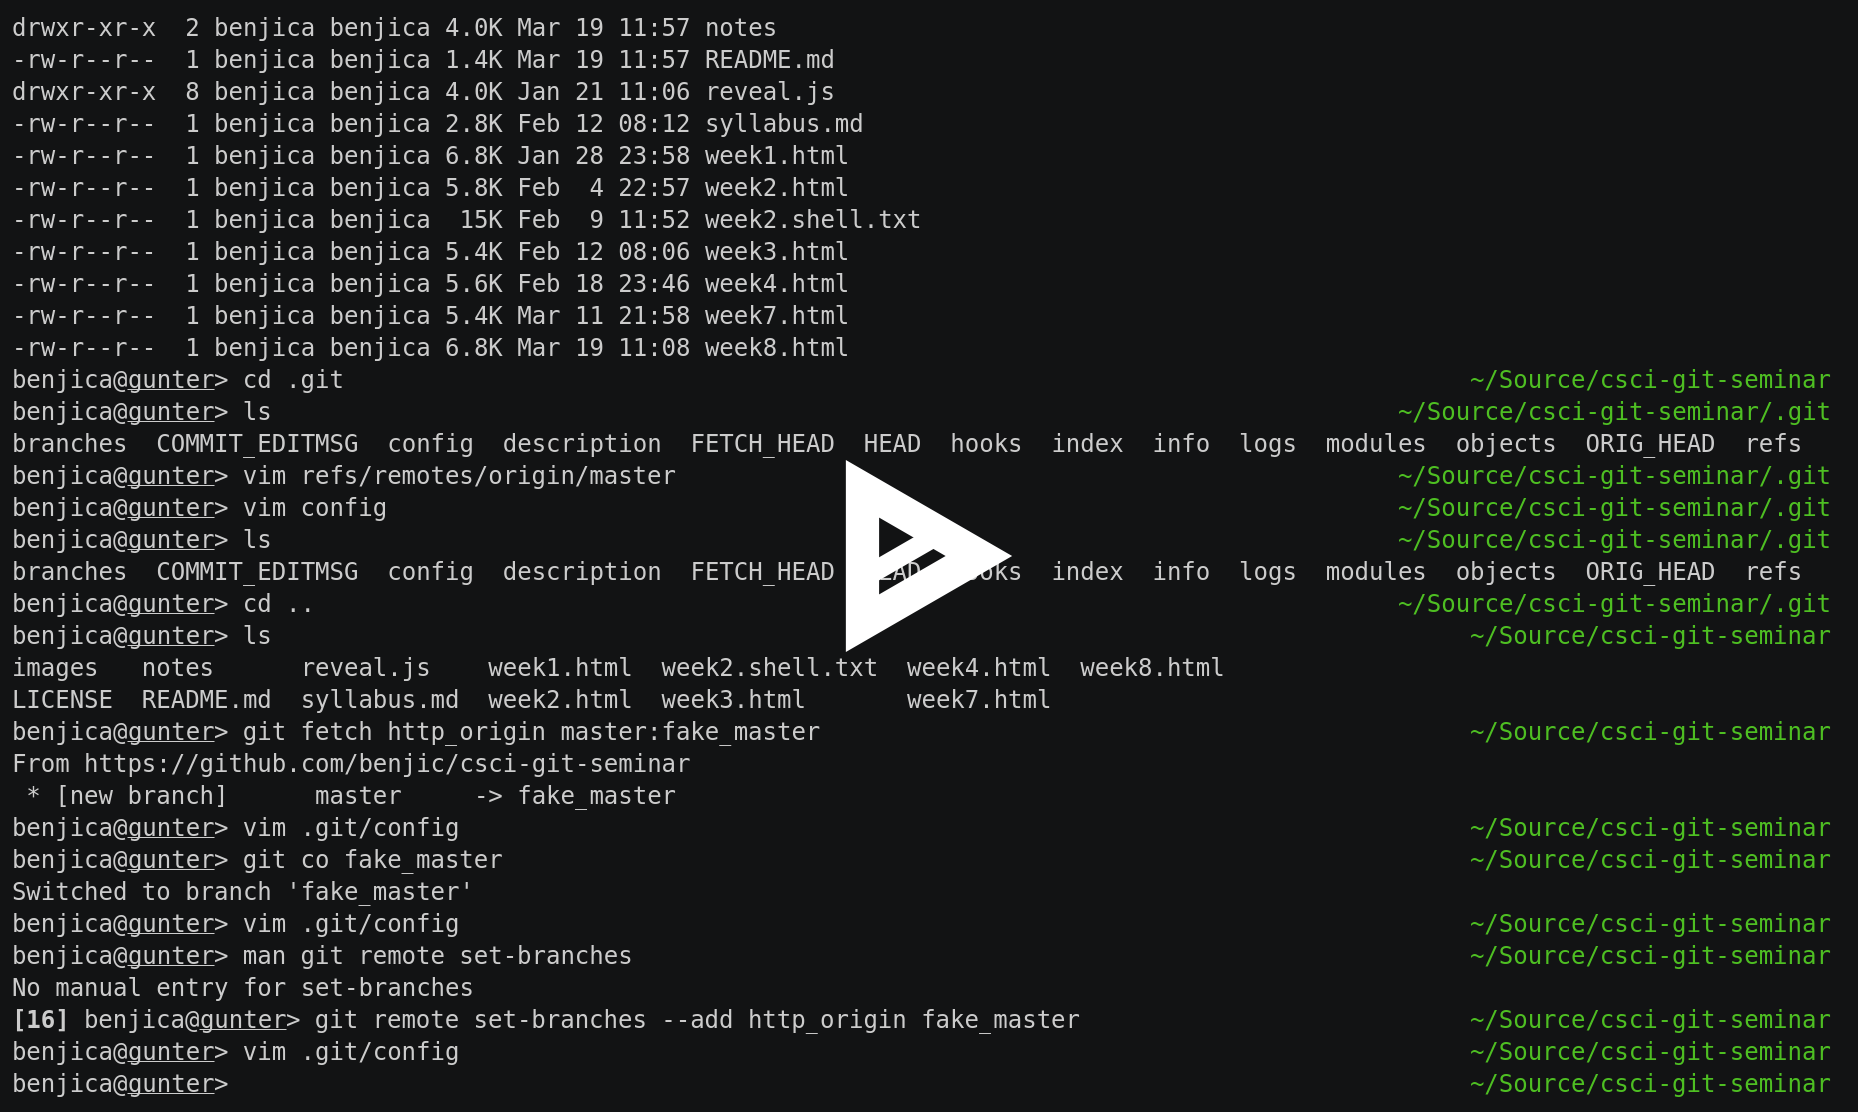 drwxr-xr-x  2 benjica benjica 4.0K Mar 19 11:57 notes
-rw-r--r--  1 benjica benjica 1.4K Mar 19 11:57 README.md
drwxr-xr-x  8 benjica benjica 4.0K Jan 21 11:06 reveal.js
-rw-r--r--  1 benjica benjica 2.8K Feb 12 08:12 syllabus.md
-rw-r--r--  1 benjica benjica 6.8K Jan 28 23:58 week1.html
-rw-r--r--  1 benjica benjica 5.8K Feb  4 22:57 week2.html
-rw-r--r--  1 benjica benjica  15K Feb  9 11:52 week2.shell.txt
-rw-r--r--  1 benjica benjica 5.4K Feb 12 08:06 week3.html
-rw-r--r--  1 benjica benjica 5.6K Feb 18 23:46 week4.html
-rw-r--r--  1 benjica benjica 5.4K Mar 11 21:58 week7.html
-rw-r--r--  1 benjica benjica 6.8K Mar 19 11:08 week8.html
benjica@gunter> cd .git ~/Source/csci-git-seminar
benjica@gunter> ls ~/Source/csci-git-seminar/.git
branches  COMMIT_EDITMSG  config  description  FETCH_HEAD  HEAD  hooks  index  info  logs  modules  objects  ORIG_HEAD  refs
benjica@gunter> vim refs/remotes/origin/master ~/Source/csci-git-seminar/.git
benjica@gunter> vim config ~/Source/csci-git-seminar/.git
benjica@gunter> ls ~/Source/csci-git-seminar/.git
branches  COMMIT_EDITMSG  config  description  FETCH_HEAD  HEAD  hooks  index  info  logs  modules  objects  ORIG_HEAD  refs
benjica@gunter> cd .. ~/Source/csci-git-seminar/.git
benjica@gunter> ls ~/Source/csci-git-seminar
images   notes      reveal.js    week1.html  week2.shell.txt  week4.html  week8.html
LICENSE  README.md  syllabus.md  week2.html  week3.html       week7.html
benjica@gunter> git fetch http_origin master:fake_master ~/Source/csci-git-seminar
From https://github.com/benjic/csci-git-seminar
 * [new branch]      master     -> fake_master
benjica@gunter> vim .git/config ~/Source/csci-git-seminar
benjica@gunter> git co fake_master ~/Source/csci-git-seminar
Switched to branch 'fake_master'
benjica@gunter> vim .git/config ~/Source/csci-git-seminar
benjica@gunter> man git remote set-branches ~/Source/csci-git-seminar
No manual entry for set-branches
[16] benjica@gunter> git remote set-branches --add http_origin fake_master ~/Source/csci-git-seminar
benjica@gunter> vim .git/config ~/Source/csci-git-seminar
benjica@gunter> ~/Source/csci-git-seminar